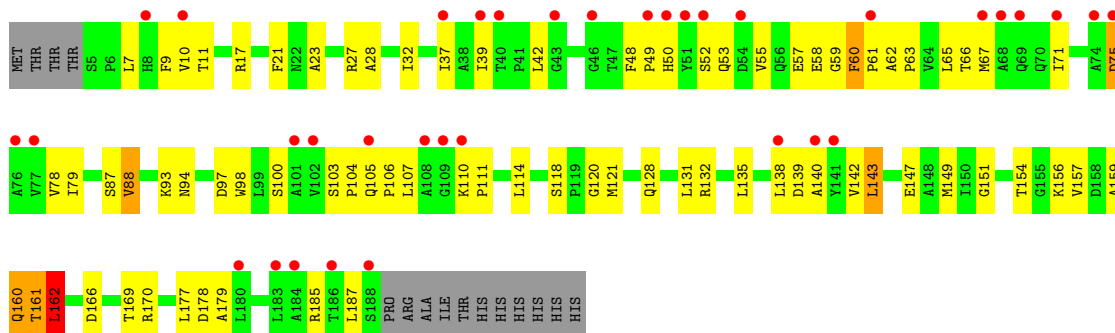 MET THR THR THR S5 P6 L7 H8 F9 V10 T11 R17 F21 N22 A23 R27 A28 I32 I37 A38 I39 T40 P41 L42 G43 G46 T47 F48 P49 H50 Y51 S52 Q53 D54 V55 Q56 E57 E58 G59 F60 P61 A62 P63 V64 L65 T66 M67 A68 Q69 Q70 I71 A74 D75
A76 V77 V78 I79 S87 V88 K93 N94 D97 W98 L99 S100 A101 V102 S103 P104 Q105 P106 L107 A108 G109 K110 P111 L114 S118 P119 G120 M121 Q128 L131 R132 L135 L138 D139 A140 Y141 V142 L143 E147 A148 M149 I150 G151 T154 G155 K156 V157 D158 A159
Q160 T161 L162 D166 T169 R170 L177 D178 A179 L180 L183 A184 R185 T186 L187 S188 PRO ARG ALA ILE THR HIS HIS HIS HIS HIS HIS